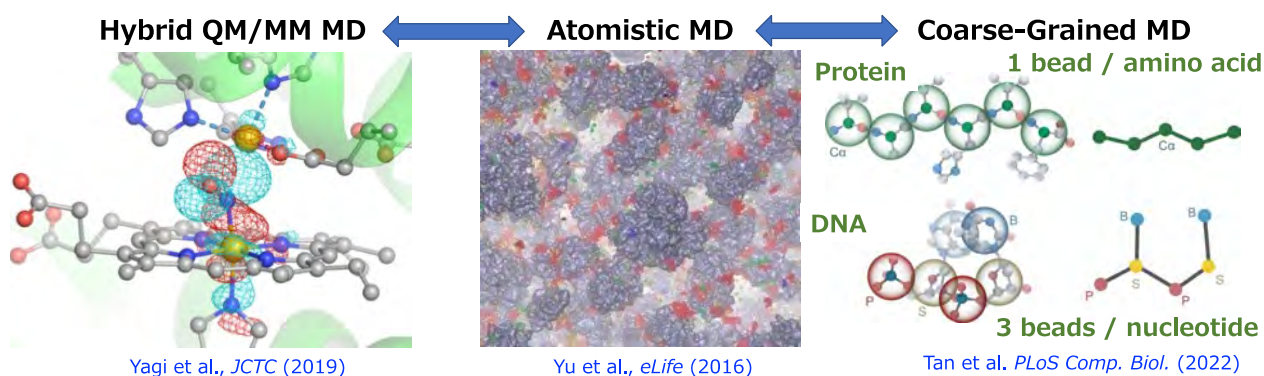 Hybrid QM/MM MD
Atomistic MD
Coarse-Grained MD
Protein
1 bead / amino acid
Cα
Cα
DNA
B
B
B
P
S
P
S
P
S
3 beads / nucleotide
Yagi et al., JCTC (2019)
Yu et al., eLife (2016)
Tan et al. PLoS Comp. Biol. (2022)